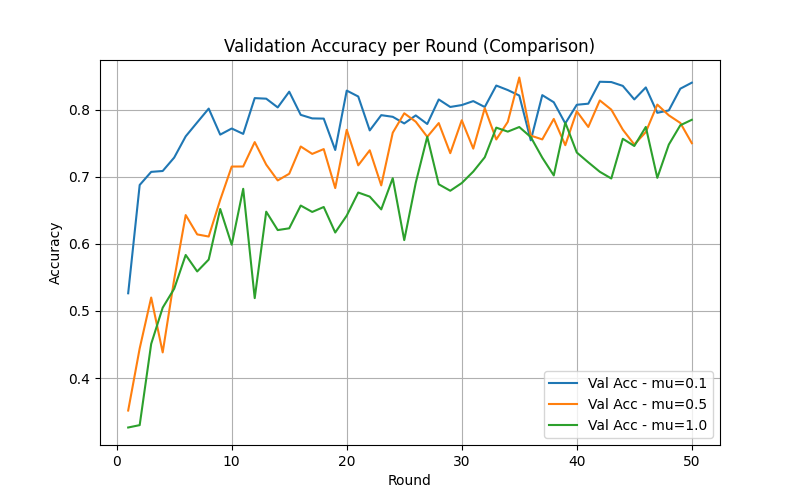 Validation Accuracy per Round (Comparison)
Accuracy
0.8
0.7
0.6
0.5
0.4
Val Acc - mu=0.1
Val Acc - mu=0.5
Val Acc - mu=1.0
0 10 20 30 40 50
Round